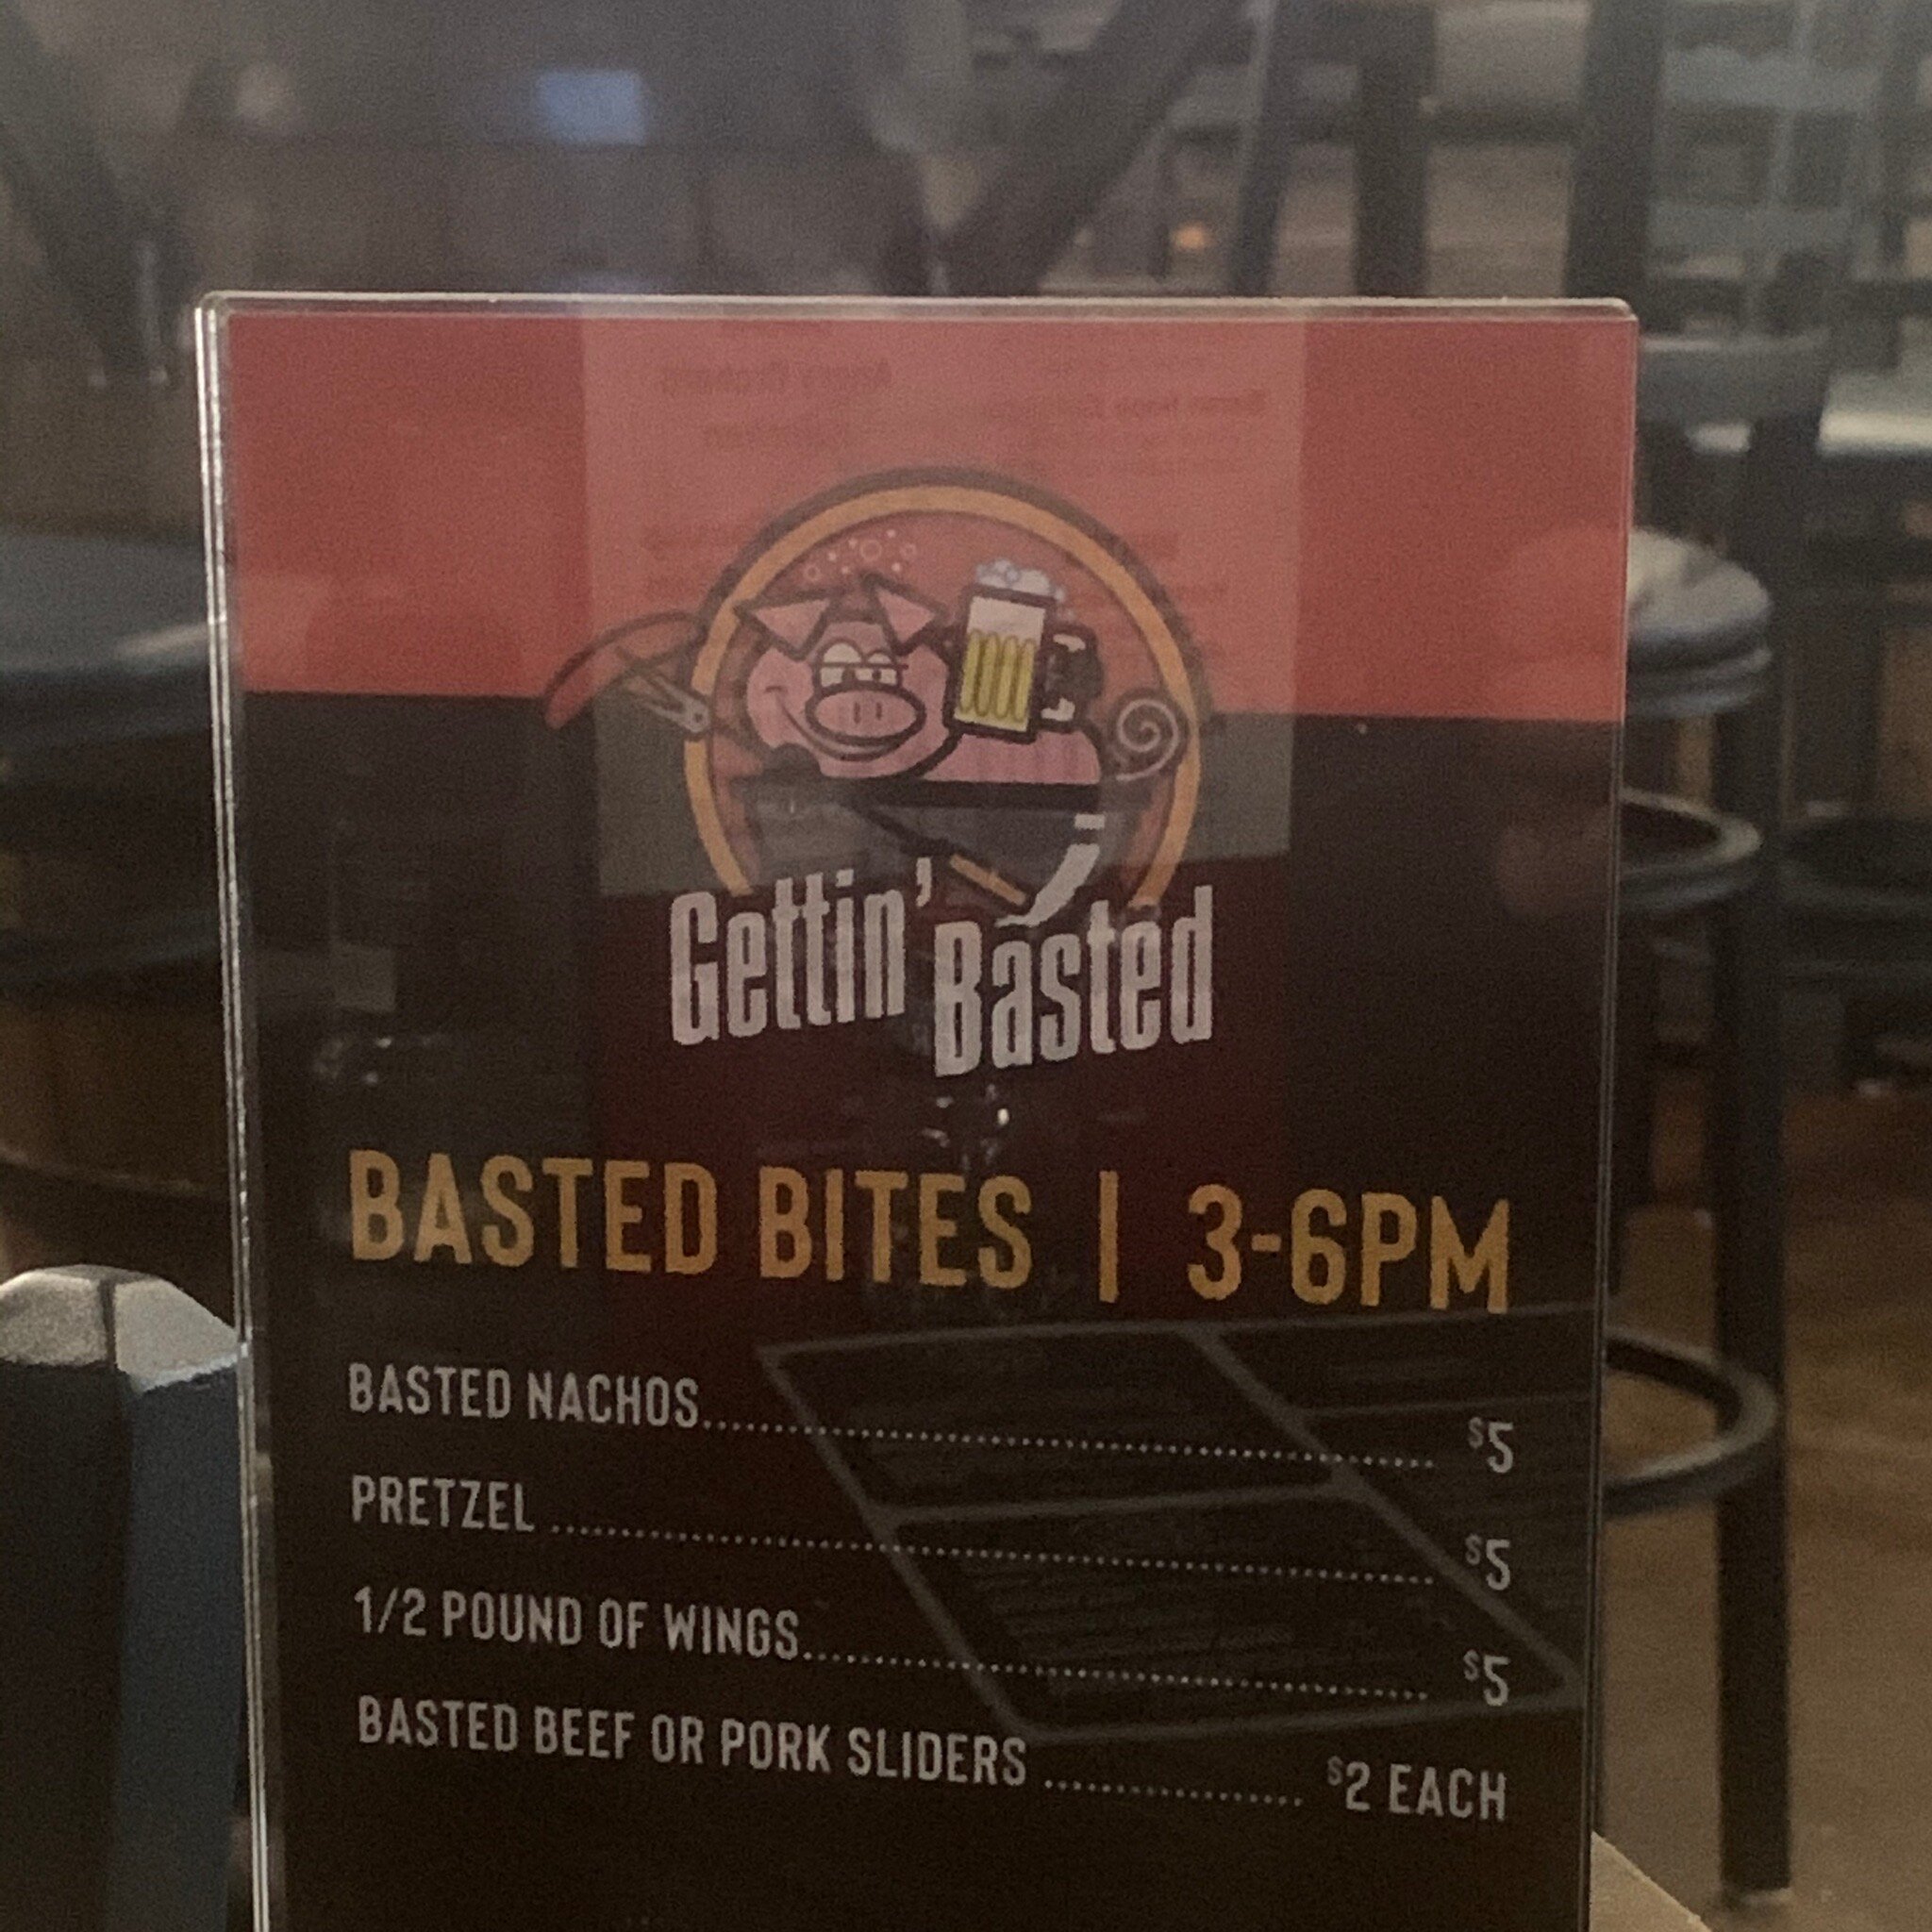 Gettin' Basted
BASTED BITES | 3-6PM
BASTED NACHOS........................................................ $5
PRETZEL ........................................................................ $5
1/2 POUND OF WINGS.................................................. $5
BASTED BEEF OR PORK SLIDERS ..................... $2 EACH